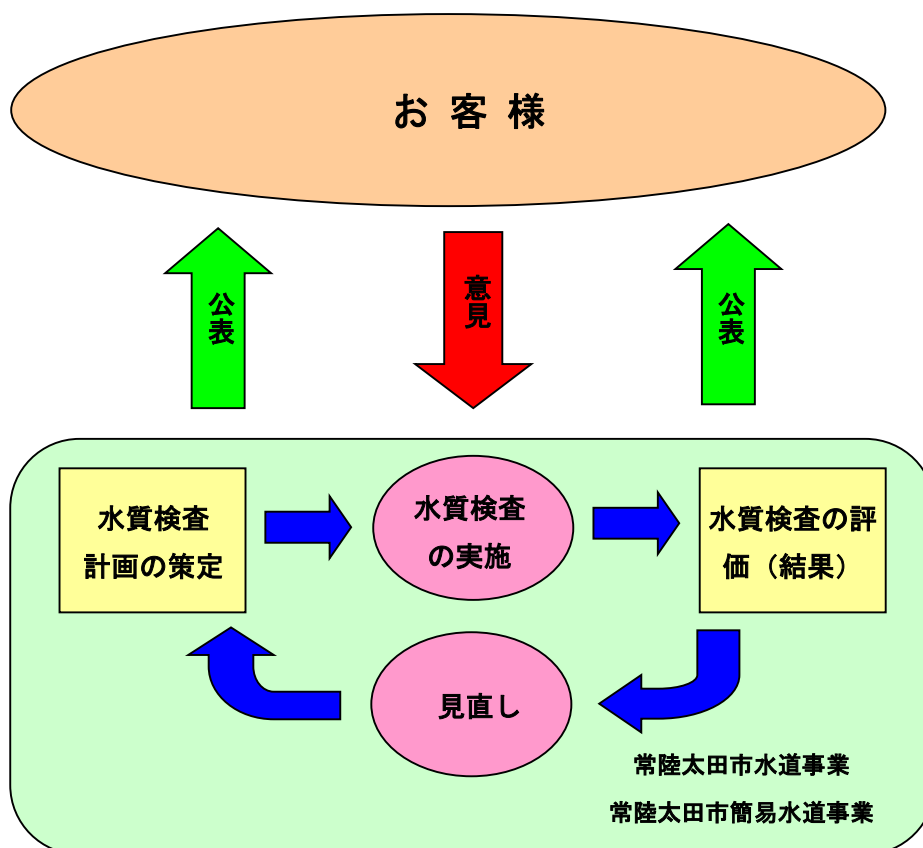 お客様
公表
意見
公表
水質検査
計画の策定
水質検査
の実施
水質検査の評
価（結果）
見直し
常陸太田市水道事業
常陸太田市簡易水道事業